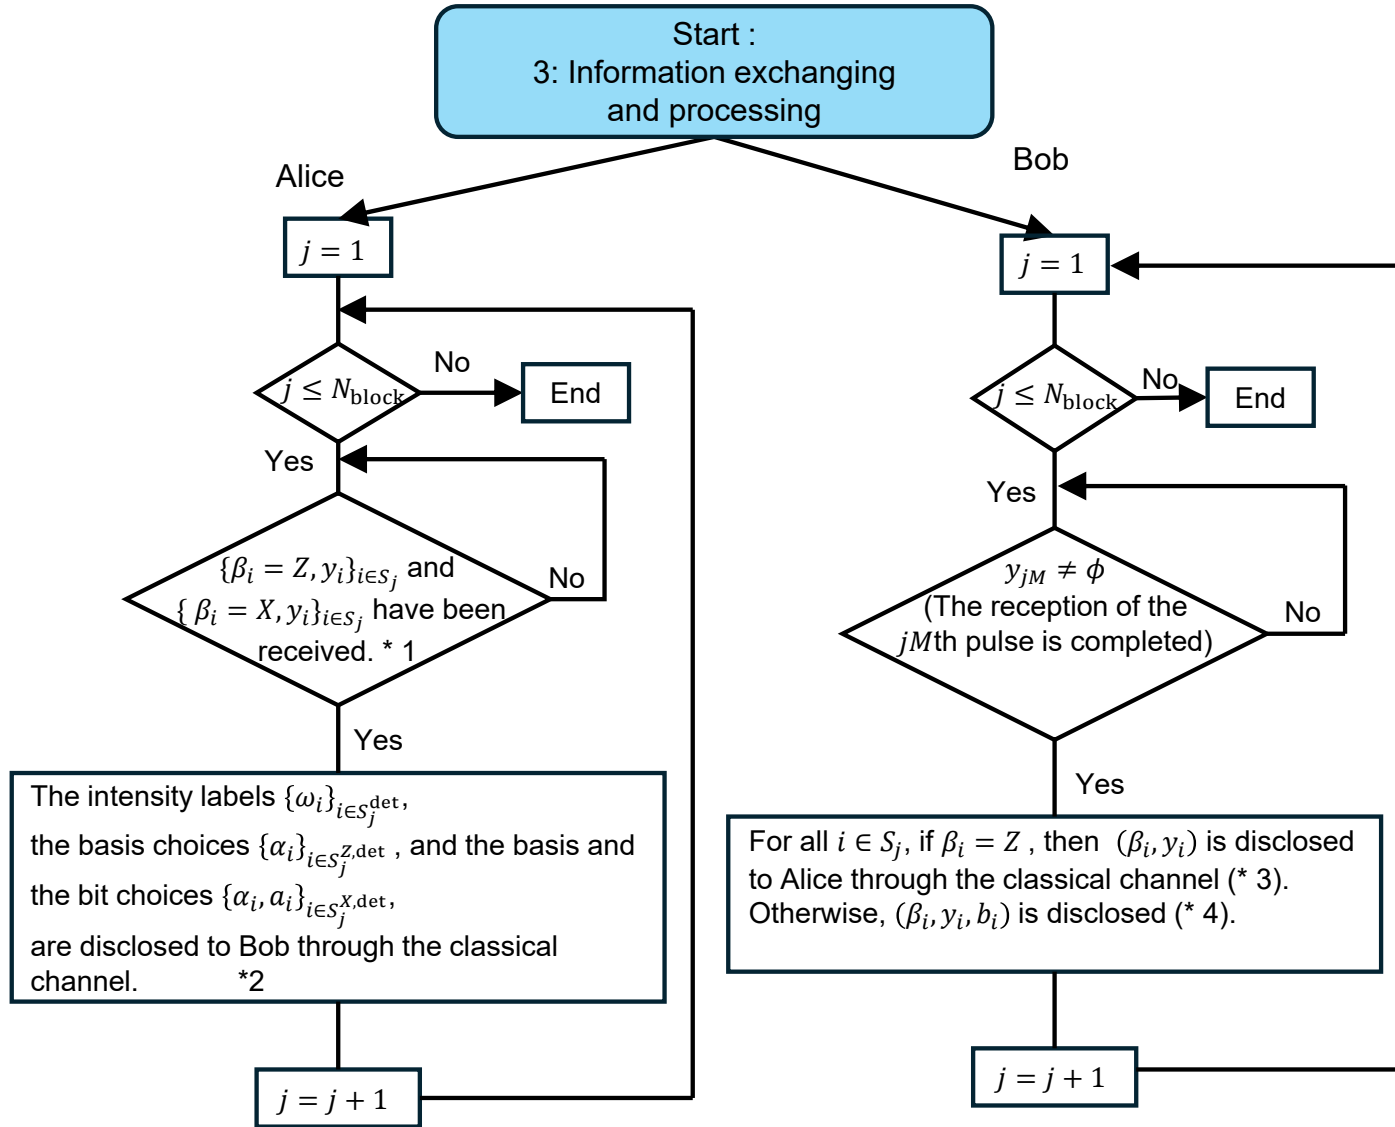 Start :
3: Information exchanging
and processing
Alice
j = 1
j ≤ N_block
No
End
Yes
{β_i = Z, y_i}_{i∈S_j} and
{ β_i = X, y_i}_{i∈S_j} have been
received. * 1
No
Yes
The intensity labels {ω_i}_{i∈S_j^{det}},
the basis choices {α_i}_{i∈S_j^{Z,det}} , and the basis and
the bit choices {α_i, a_i}_{i∈S_j^{X,det}},
are disclosed to Bob through the classical
channel. *2
j = j + 1
Bob
j = 1
j ≤ N_block
No
End
Yes
y_{jM} ≠ ϕ
(The reception of the
jMth pulse is completed)
No
Yes
For all i ∈ S_j, if β_i = Z , then (β_i, y_i) is disclosed
to Alice through the classical channel (* 3).
Otherwise, (β_i, y_i, b_i) is disclosed (* 4).
j = j + 1